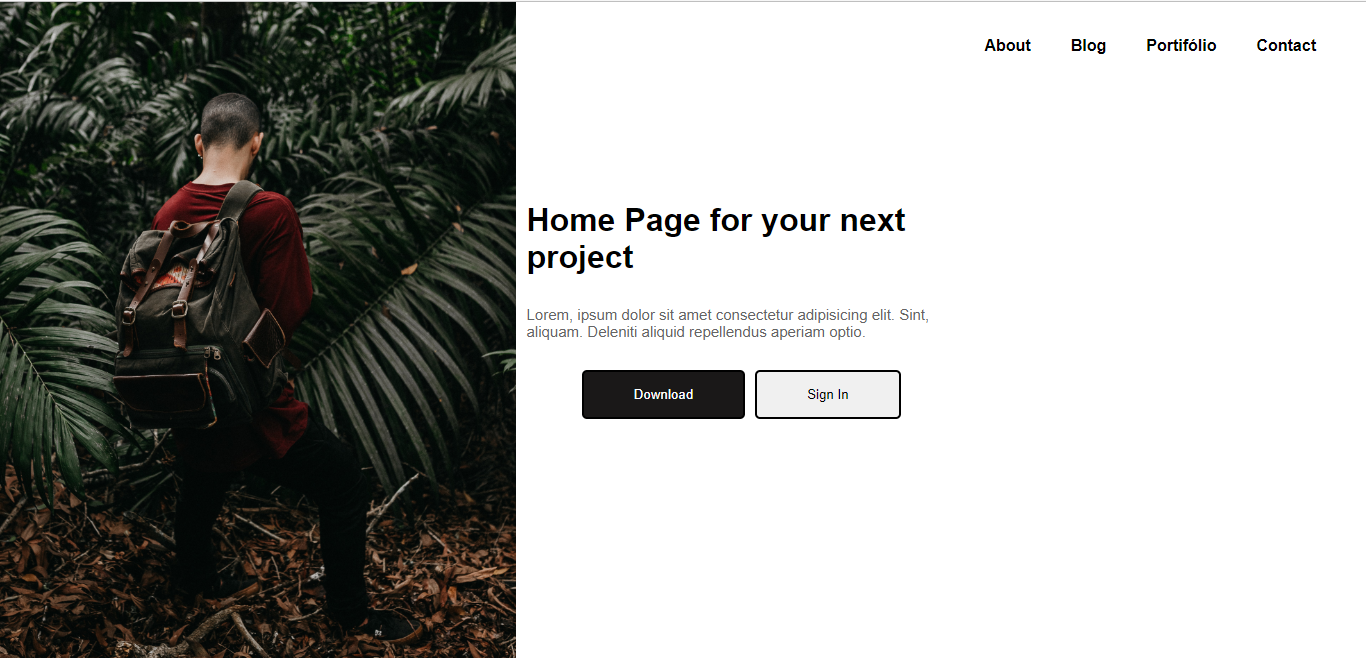 About Blog Portifólio Contact
Home Page for your next
project
Lorem, ipsum dolor sit amet consectetur adipisicing elit. Sint,
aliquam. Deleniti aliquid repellendus aperiam optio.
Download Sign In